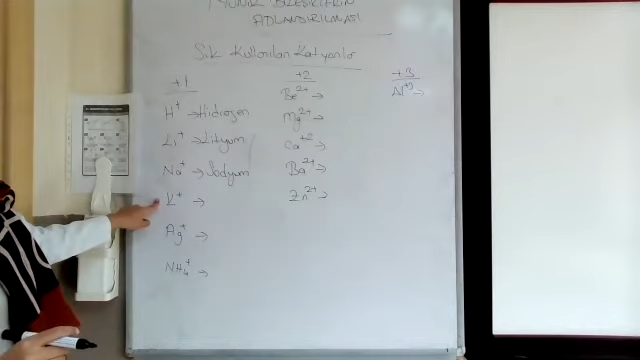 İYONİK BİLEŞİKLERİN
ADLANDIRILMASI
Sık Kullanılan Katyonlar
+1
H⁺ → Hidrojen
Li⁺ → Lityum
Na⁺ → Sodyum
K⁺ →
Ag⁺ →
NH₄⁺ →
+2
Be²⁺ →
Mg²⁺ →
Ca⁺² →
Ba²⁺ →
Zn²⁺ →
+3
Al⁺³ →